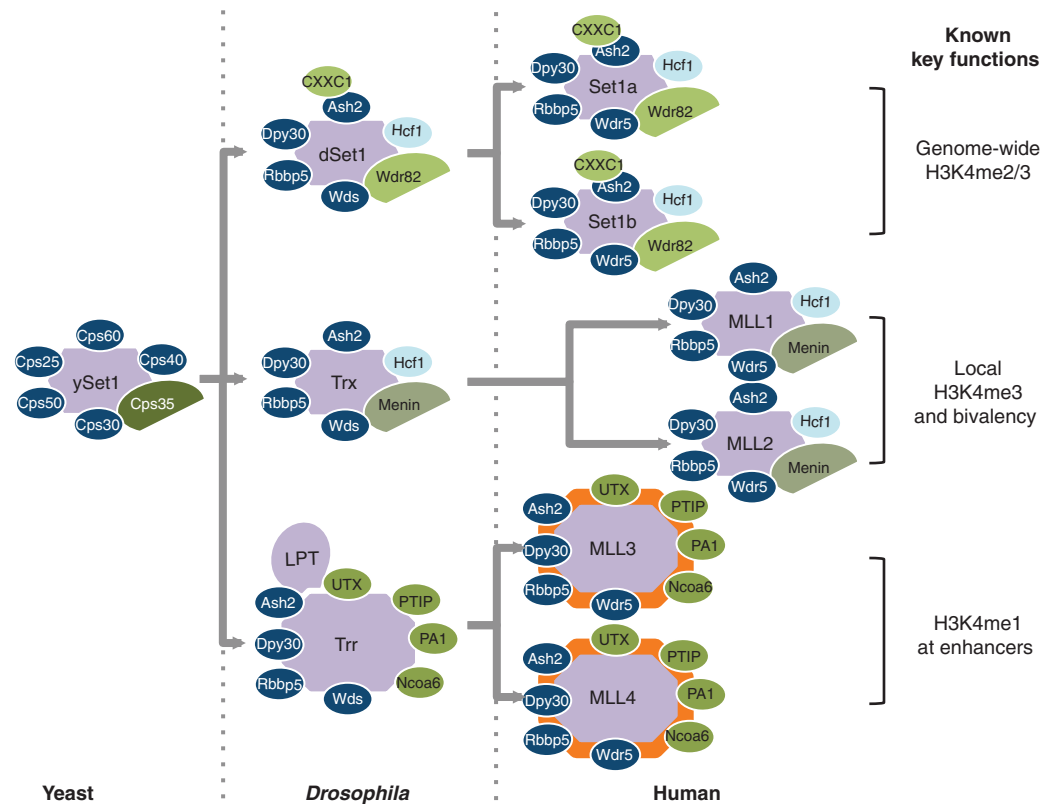 Known
key functions
CXXC1
Ash2
Dpy30
Hcf1
Set1a
Rbbp5
Wdr82
Wdr5
CXXC1
Ash2
Dpy30
Hcf1
dSet1
Rbbp5
Wdr82
Wds
Genome-wide
H3K4me2/3
CXXC1
Ash2
Dpy30
Hcf1
Set1b
Rbbp5
Wdr82
Wdr5
Ash2
Dpy30
Hcf1
MLL1
Rbbp5
Menin
Wdr5
Cps60
Cps25
Cps40
ySet1
Cps50
Cps35
Cps30
Ash2
Dpy30
Hcf1
Trx
Rbbp5
Menin
Wds
Local
H3K4me3
and bivalency
Ash2
Dpy30
Hcf1
MLL2
Rbbp5
Menin
Wdr5
UTX
Ash2
PTIP
Dpy30
MLL3
PA1
Rbbp5
Ncoa6
Wdr5
LPT
UTX
Ash2
PTIP
Dpy30
Trr
PA1
Rbbp5
Ncoa6
Wds
H3K4me1
at enhancers
UTX
Ash2
PTIP
Dpy30
MLL4
PA1
Rbbp5
Ncoa6
Wdr5
Yeast
Drosophila
Human